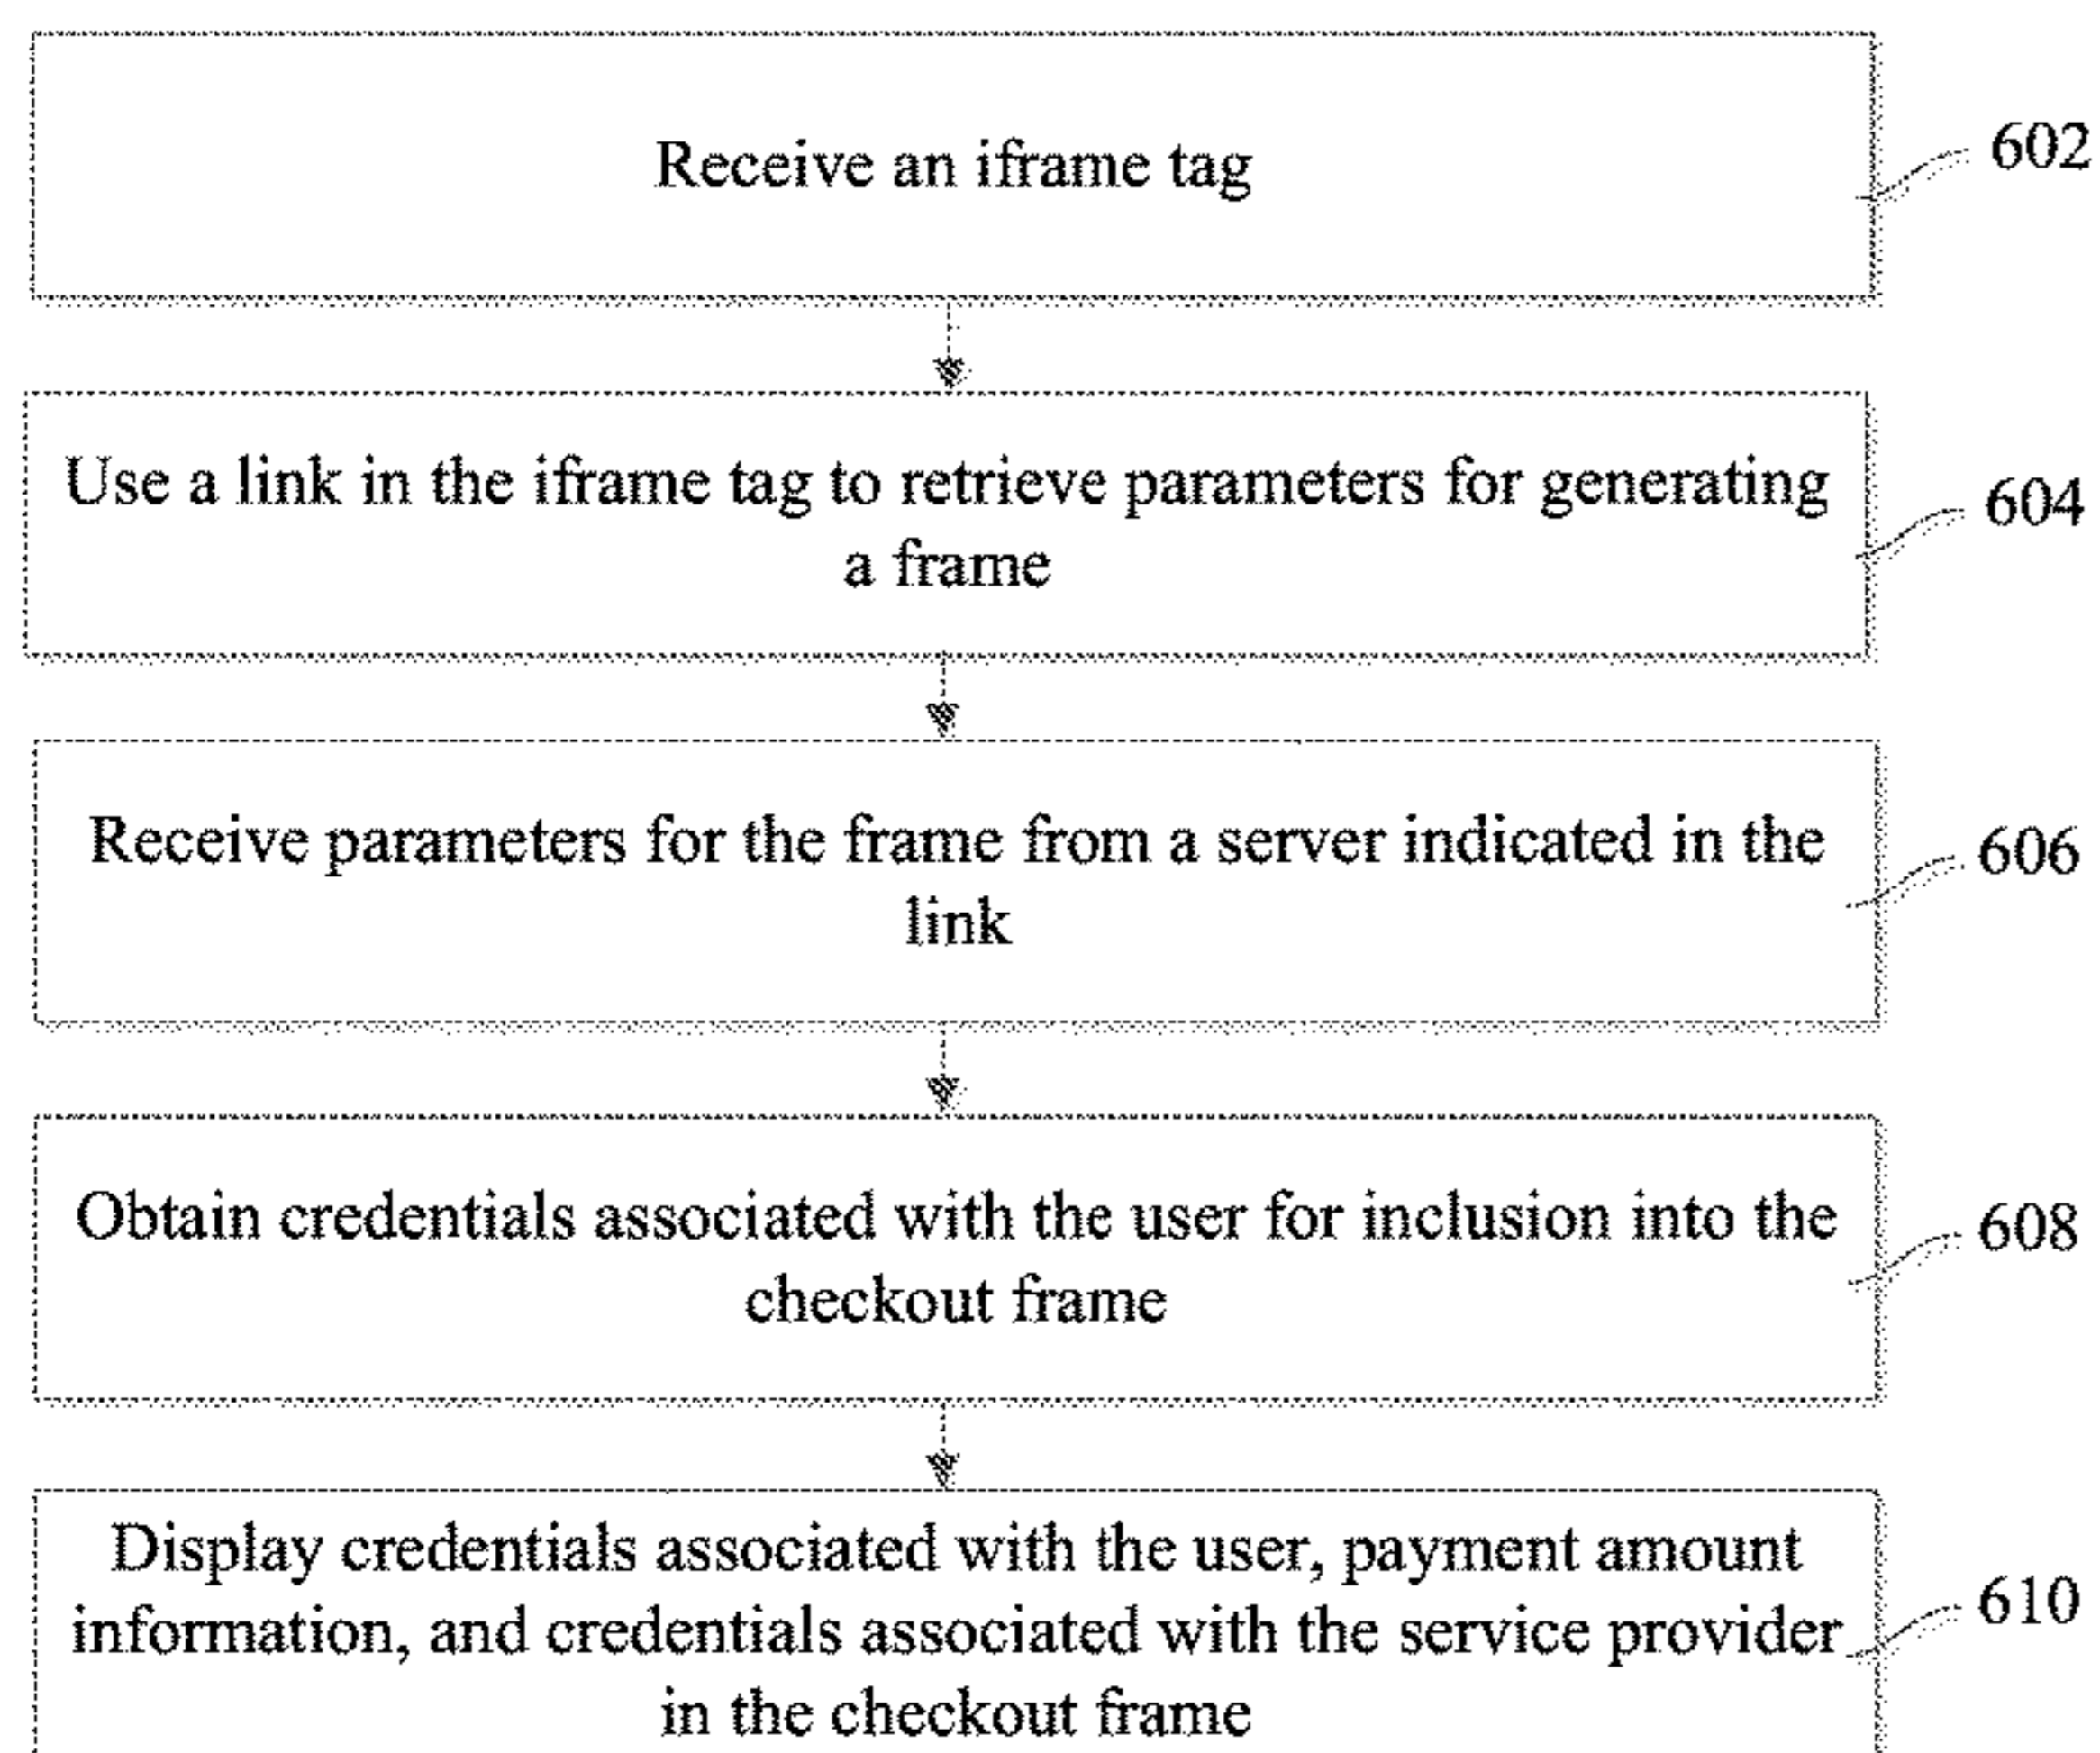 Receive an iframe tag
602
Use a link in the iframe tag to retrieve parameters for generating
a frame
604
Receive parameters for the frame from a server indicated in the
link
606
Obtain credentials associated with the user for inclusion into the
checkout frame
608
Display credentials associated with the user, payment amount
information, and credentials associated with the service provider
in the checkout frame
610